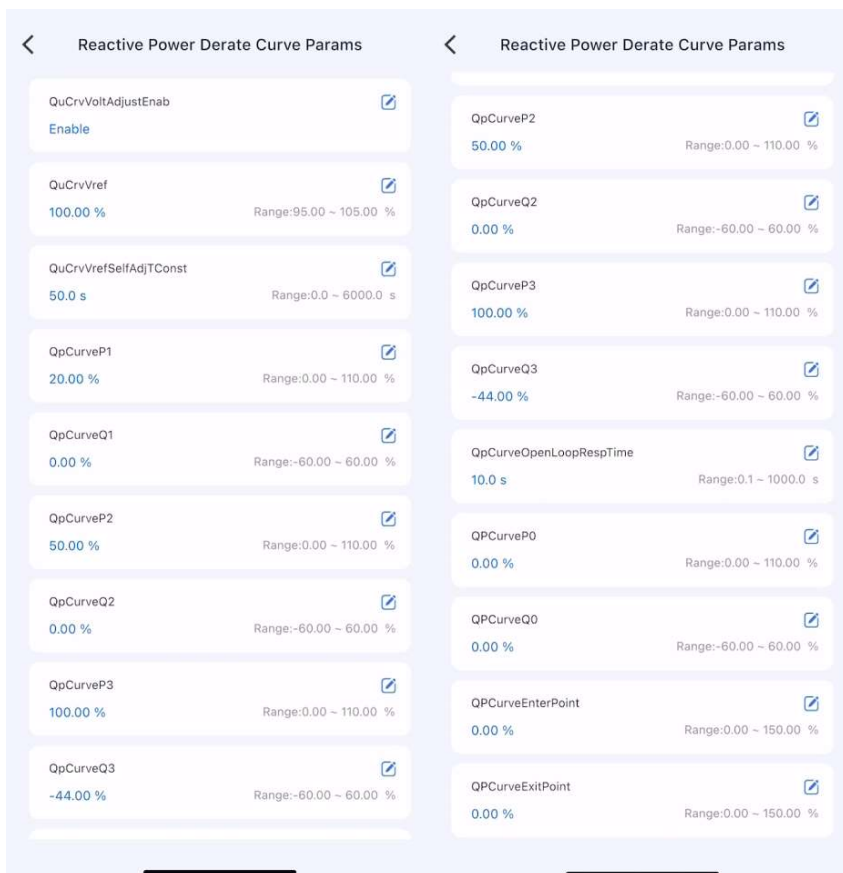 Reactive Power Derate Curve Params
QuCrvVoltAdjustEnab
Enable
QuCrvVref
100.00 %
Range:95.00 ~ 105.00 %
QuCrvVrefSelfAdjTConst
50.0 s
Range:0.0 ~ 6000.0 s
QpCurveP1
20.00 %
Range:0.00 ~ 110.00 %
QpCurveQ1
0.00 %
Range:-60.00 ~ 60.00 %
QpCurveP2
50.00 %
Range:0.00 ~ 110.00 %
QpCurveQ2
0.00 %
Range:-60.00 ~ 60.00 %
QpCurveP3
100.00 %
Range:0.00 ~ 110.00 %
QpCurveQ3
-44.00 %
Range:-60.00 ~ 60.00 %
Reactive Power Derate Curve Params
QpCurveP2
50.00 %
Range:0.00 ~ 110.00 %
QpCurveQ2
0.00 %
Range:-60.00 ~ 60.00 %
QpCurveP3
100.00 %
Range:0.00 ~ 110.00 %
QpCurveQ3
-44.00 %
Range:-60.00 ~ 60.00 %
QpCurveOpenLoopRespTime
10.0 s
Range:0.1 ~ 1000.0 s
QPCurveP0
0.00 %
Range:0.00 ~ 110.00 %
QPCurveQ0
0.00 %
Range:-60.00 ~ 60.00 %
QPCurveEnterPoint
0.00 %
Range:0.00 ~ 150.00 %
QPCurveExitPoint
0.00 %
Range:0.00 ~ 150.00 %